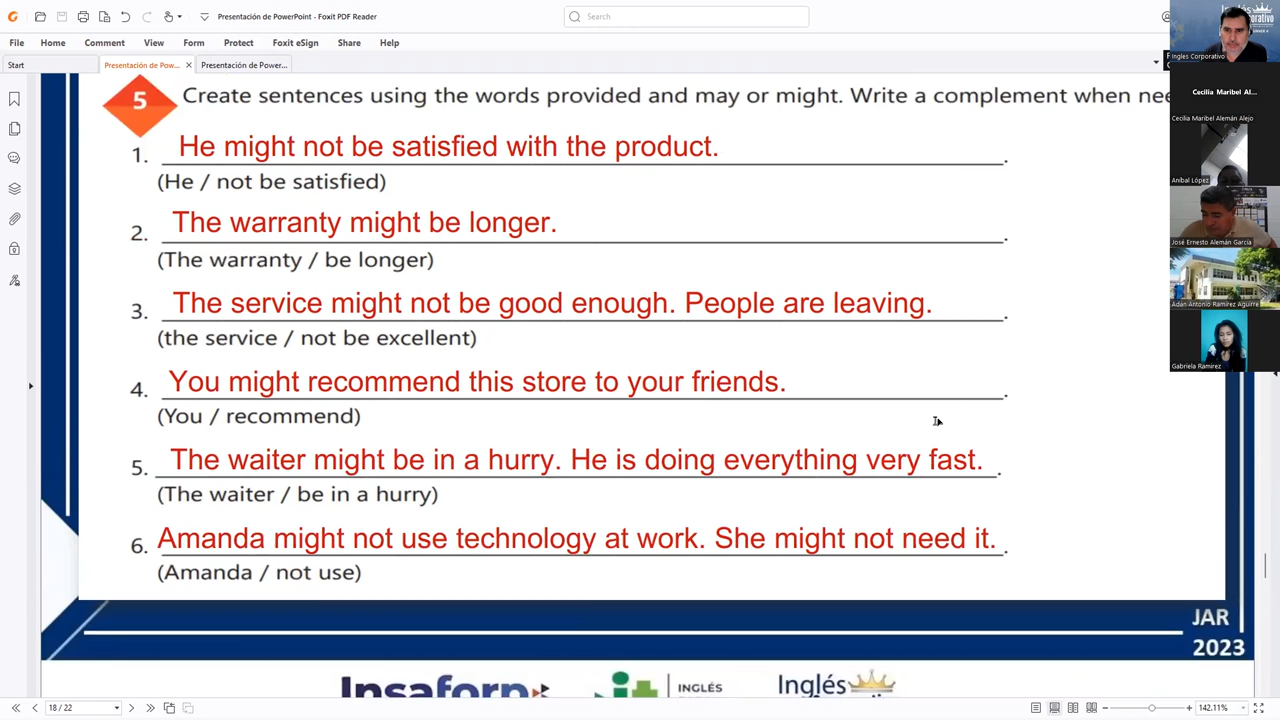 Presentación de PowerPoint - Foxit PDF Reader
Search
File Home Comment View Form Protect Foxit eSign Share Help
Start
Presentación de Pow...
Presentación de Power...
5
Create sentences using the words provided and may or might. Write a complement when
1. He might not be satisfied with the product.
(He / not be satisfied)
2. The warranty might be longer.
(The warranty / be longer)
3. The service might not be good enough. People are leaving.
(the service / not be excellent)
4. You might recommend this store to your friends.
(You / recommend)
5. The waiter might be in a hurry. He is doing everything very fast.
(The waiter / be in a hurry)
6. Amanda might not use technology at work. She might not need it.
(Amanda / not use)
JAR
2023
Insaforp
INGLÉS
Inglés
18 / 22
142.11%
Ingles Corporativo
Cecilia Maribel Al...
Cecilia Maribel Alemán Alejo
Aníbal López
José Ernesto Alemán García
Adán Antonio Ramírez Aguirre
Gabriela Ramirez